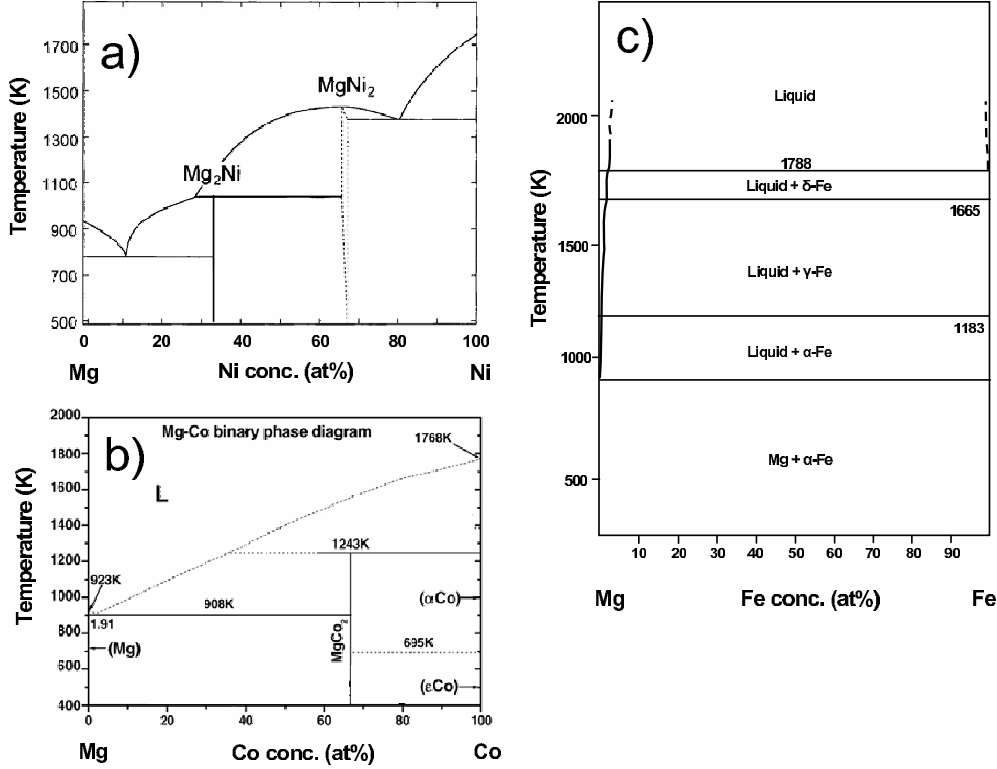 a)
1700
1500
1300
1100
900
700
500
Temperature (K)
MgNi2
Mg2Ni
0 20 40 60 80 100
Mg Ni conc. (at%) Ni
b)
Mg-Co binary phase diagram
2000
1800
1600
1400
1200
1000
900
800
600
400
Temperature (K)
1768K
L
1243K
923K
908K
1.91
(Mg)
MgCo2
(αCo)
695K
(εCo)
0 20 40 60 80 100
Mg Co conc. (at%) Co
c)
2000
1500
1000
500
Temperature (K)
Liquid
1788
Liquid + δ-Fe
1665
Liquid + γ-Fe
1183
Liquid + α-Fe
Mg + α-Fe
10 20 30 40 50 60 70 80 90
Mg Fe conc. (at%) Fe